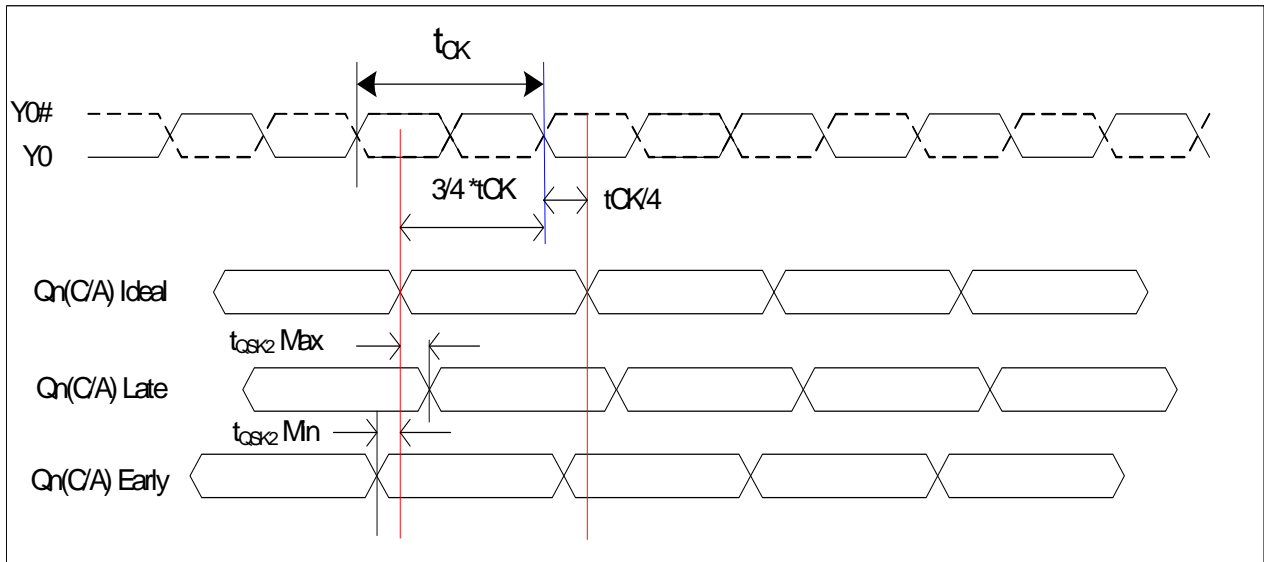 tCK
Y0#
Y0
3/4 *tCK
tCK/4
Qn(C/A) Ideal
tQSK2 Max
Qn(C/A) Late
tQSK2 Min
Qn(C/A) Early